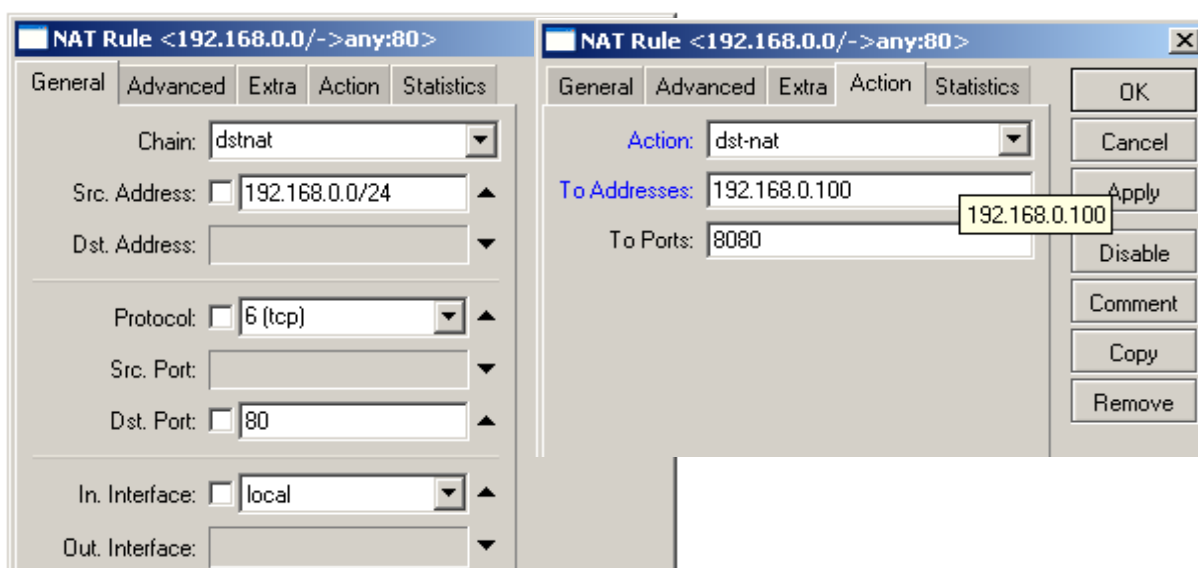 NAT Rule <192.168.0.0/->any:80>
General Advanced Extra Action Statistics
Chain: dstnat
Src. Address: 192.168.0.0/24
Dst. Address:
Protocol: 6 (tcp)
Src. Port:
Dst. Port: 80
In. Interface: local
Out. Interface:
NAT Rule <192.168.0.0/->any:80>
General Advanced Extra Action Statistics
Action: dst-nat
To Addresses: 192.168.0.100
192.168.0.100
To Ports: 8080
OK
Cancel
Apply
Disable
Comment
Copy
Remove